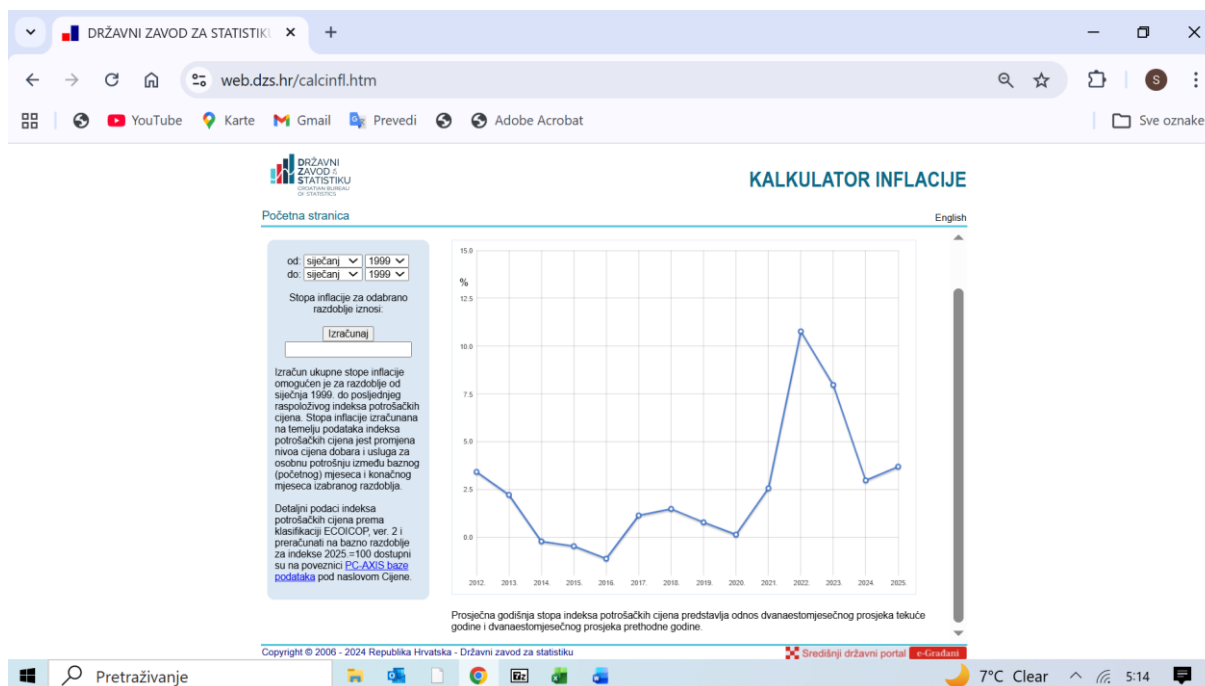 DRŽAVNI ZAVOD ZA STATISTIK
web.dzs.hr/calcinfl.htm
S
YouTube
Karte
Gmail
Prevedi
Adobe Acrobat
Sve oznake
DRŽAVNI
ZAVOD ZA
STATISTIKU
CROATIAN BUREAU
OF STATISTICS
KALKULATOR INFLACIJE
Početna stranica
English
od: siječanj 1999
do: siječanj 1999
Stopa inflacije za odabrano
razdoblje iznosi:
Izračunaj
Izračun ukupne stope inflacije
omogućen je za razdoblje od
siječnja 1999. do posljednjeg
raspoloživog indeksa potrošačkih
cijena. Stopa inflacije izračunana
na temelju podataka indeksa
potrošačkih cijena jest promjena
nivoa cijena dobara i usluga za
osobnu potrošnju između baznog
(početnog) mjeseca i konačnog
mjeseca izabranog razdoblja.
Detaljni podaci indeksa
potrošačkih cijena prema
klasifikaciji ECOICOP, ver. 2 i
preračunati na bazno razdoblje
za indekse 2025.=100 dostupni
su na poveznici PC-AXIS baze
podataka pod naslovom Cijene.
15.0
%
12.5
10.0
7.5
5.0
2.5
0.0
2012. 2013. 2014. 2015. 2016. 2017. 2018. 2019. 2020. 2021. 2022. 2023. 2024. 2025.
Prosječna godišnja stopa indeksa potrošačkih cijena predstavlja odnos dvanaestomjesečnog prosjeka tekuće
godine i dvanaestomjesečnog prosjeka prethodne godine.
Copyright © 2006 - 2024 Republika Hrvatska - Državni zavod za statistiku
Središnji državni portal
e-Građani
Pretraživanje
7z
7°C Clear
5:14